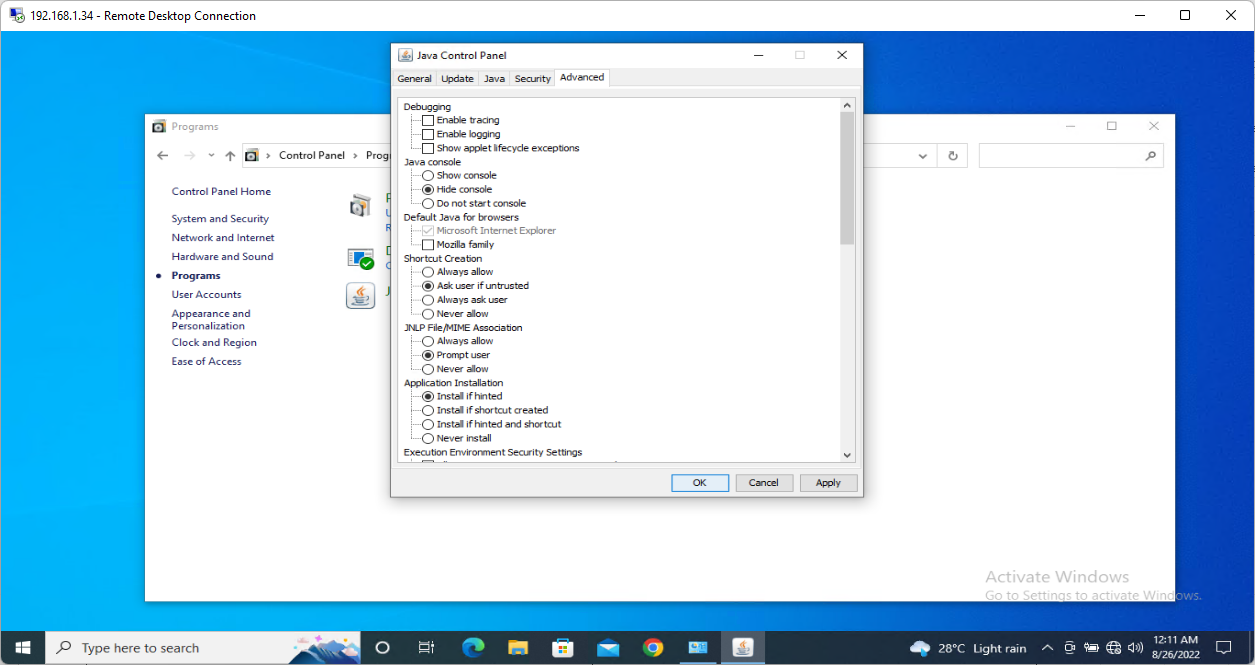 192.168.1.34 - Remote Desktop Connection
Java Control Panel
General Update Java Security Advanced
Debugging
Enable tracing
Enable logging
Show applet lifecycle exceptions
Java console
Show console
Hide console
Do not start console
Default Java for browsers
Microsoft Internet Explorer
Mozilla family
Shortcut Creation
Always allow
Ask user if untrusted
Always ask user
Never allow
JNLP File/MIME Association
Always allow
Prompt user
Never allow
Application Installation
Install if hinted
Install if shortcut created
Install if hinted and shortcut
Never install
Execution Environment Security Settings
OK Cancel Apply
Programs
Control Panel
Control Panel Home
System and Security
Network and Internet
Hardware and Sound
Programs
User Accounts
Appearance and
Personalization
Clock and Region
Ease of Access
Activate Windows
Go to Settings to activate Windows.
Type here to search
28°C Light rain
12:11 AM
8/26/2022